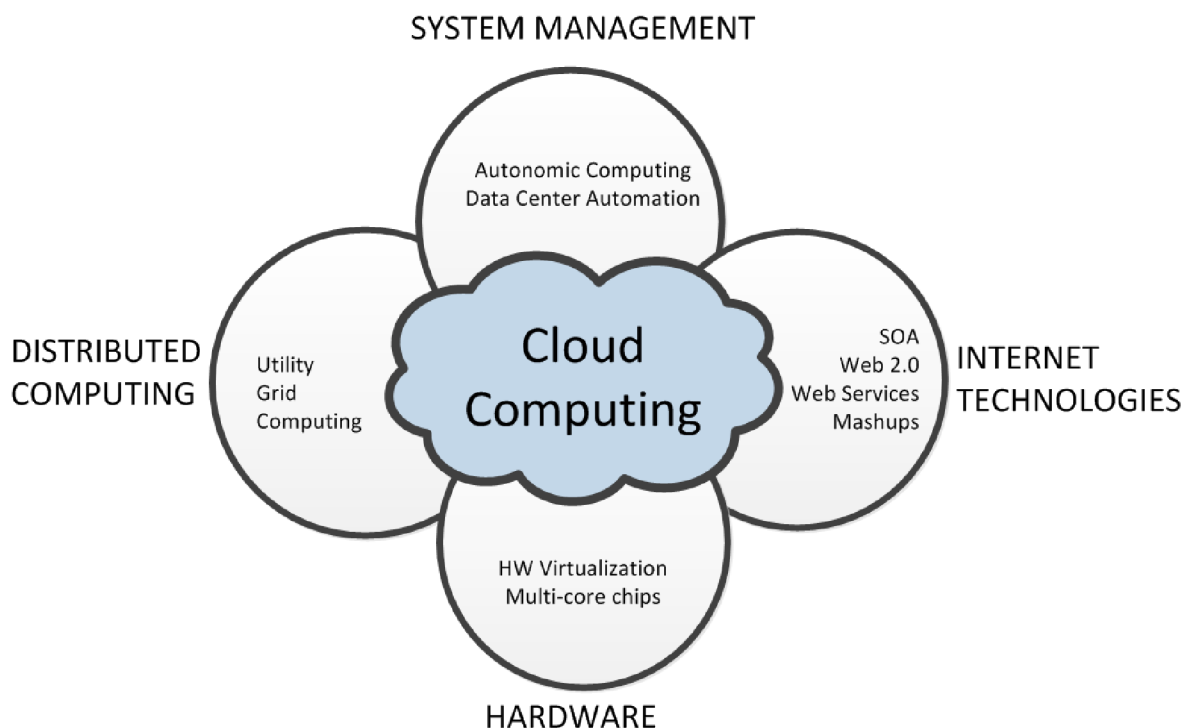 SYSTEM MANAGEMENT
Autonomic Computing
Data Center Automation
DISTRIBUTED
COMPUTING
Utility
Grid
Computing
Cloud
Computing
SOA
Web 2.0
Web Services
Mashups
INTERNET
TECHNOLOGIES
HW Virtualization
Multi-core chips
HARDWARE